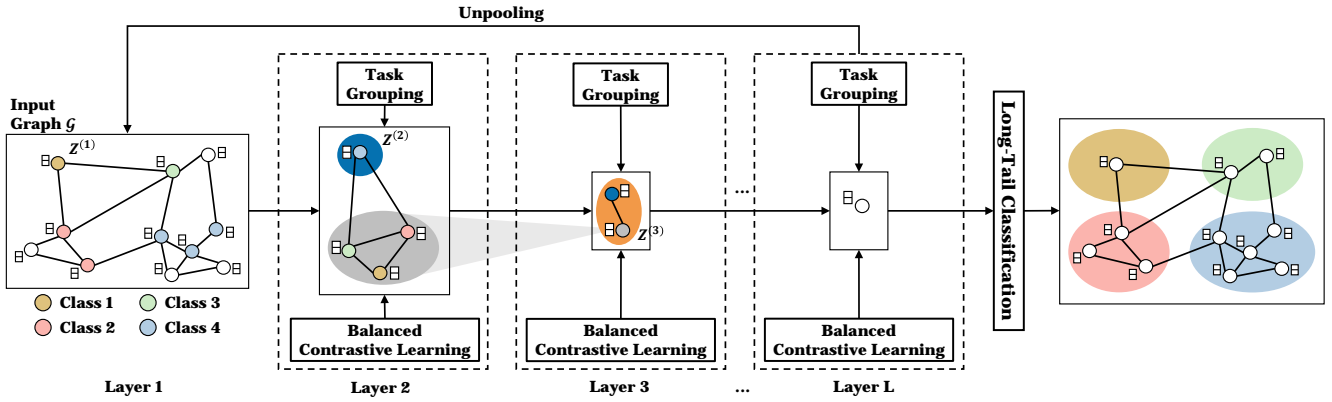 Unpooling
Input
Graph 𝒢
Z^(1)
Class 1
Class 3
Class 2
Class 4
Layer 1
Task
Grouping
Z^(2)
Balanced
Contrastive Learning
Layer 2
Task
Grouping
Z^(3)
Balanced
Contrastive Learning
Layer 3
...
...
Task
Grouping
Balanced
Contrastive Learning
Layer L
Long-Tail Classification